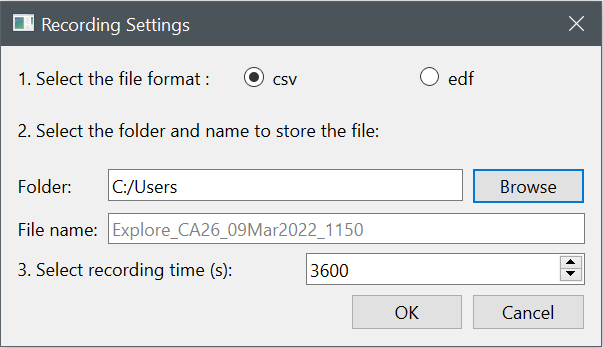 Recording Settings
1. Select the file format : csv edf
2. Select the folder and name to store the file:
Folder: C:/Users Browse
File name: Explore_CA26_09Mar2022_1150
3. Select recording time (s): 3600
OK Cancel